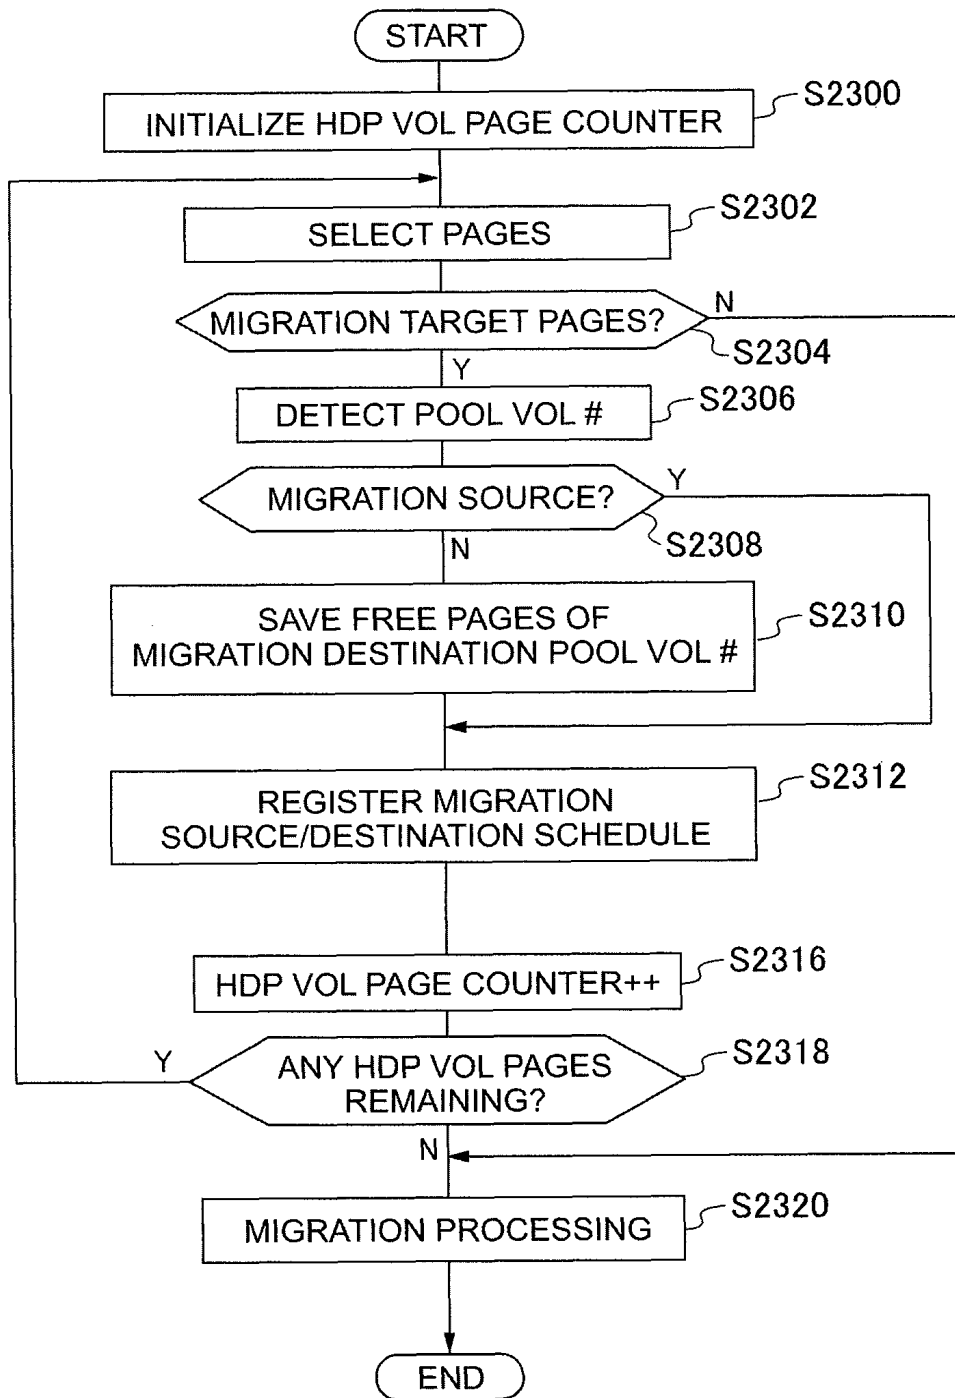 START
INITIALIZE HDP VOL PAGE COUNTER
S2300
SELECT PAGES
S2302
MIGRATION TARGET PAGES?
N
S2304
Y
DETECT POOL VOL #
S2306
MIGRATION SOURCE?
Y
S2308
N
SAVE FREE PAGES OF
MIGRATION DESTINATION POOL VOL #
S2310
REGISTER MIGRATION
SOURCE/DESTINATION SCHEDULE
S2312
HDP VOL PAGE COUNTER++
S2316
Y
ANY HDP VOL PAGES
REMAINING?
S2318
N
MIGRATION PROCESSING
S2320
END